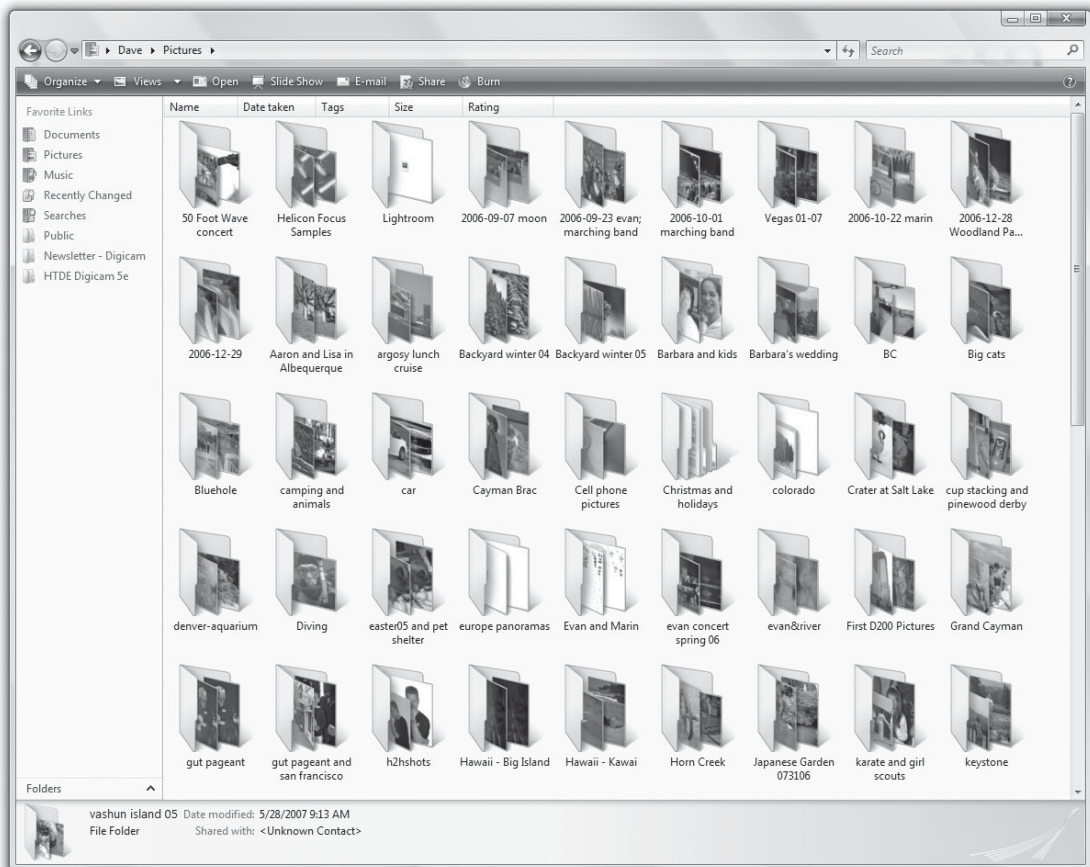 Dave Pictures
Search
Organize Views Open Slide Show E-mail Share Burn
Favorite Links
Documents
Pictures
Music
Recently Changed
Searches
Public
Newsletter - Digicam
HTDE Digicam 5e
Name Date taken Tags Size Rating
50 Foot Wave concert
Helicon Focus Samples
Lightroom
2006-09-07 moon
2006-09-23 evan; marching band
2006-10-01 marching band
Vegas 01-07
2006-10-22 marin
2006-12-28 Woodland Pa...
2006-12-29
Aaron and Lisa in Albequerque
argosy lunch cruise
Backyard winter 04
Backyard winter 05
Barbara and kids
Barbara's wedding
BC
Big cats
Bluehole
camping and animals
car
Cayman Brac
Cell phone pictures
Christmas and holidays
colorado
Crater at Salt Lake
cup stacking and pinewood derby
denver-aquarium
Diving
easter05 and pet shelter
europe panoramas
Evan and Marin
evan concert spring 06
evan&river
First D200 Pictures
Grand Cayman
gut pageant
gut pageant and san francisco
h2hshots
Hawaii - Big Island
Hawaii - Kawai
Horn Creek
Japanese Garden 073106
karate and girl scouts
keystone
Folders
vashun island 05 Date modified: 5/28/2007 9:13 AM
File Folder Shared with: <Unknown Contact>